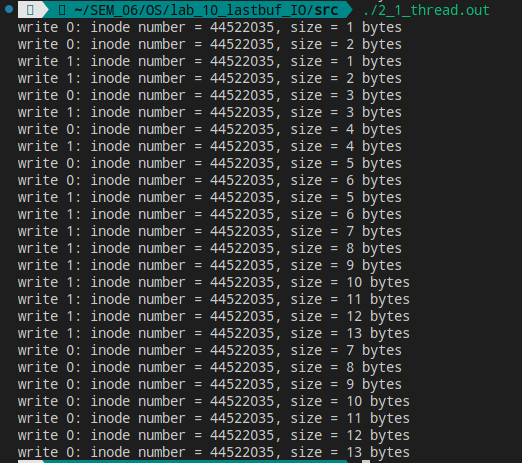 ~/SEM_06/OS/lab_10_lastbuf_IO/src ./2_1_thread.out
write 0: inode number = 44522035, size = 1 bytes
write 0: inode number = 44522035, size = 2 bytes
write 1: inode number = 44522035, size = 1 bytes
write 1: inode number = 44522035, size = 2 bytes
write 0: inode number = 44522035, size = 3 bytes
write 1: inode number = 44522035, size = 3 bytes
write 0: inode number = 44522035, size = 4 bytes
write 1: inode number = 44522035, size = 4 bytes
write 0: inode number = 44522035, size = 5 bytes
write 0: inode number = 44522035, size = 6 bytes
write 1: inode number = 44522035, size = 5 bytes
write 1: inode number = 44522035, size = 6 bytes
write 1: inode number = 44522035, size = 7 bytes
write 1: inode number = 44522035, size = 8 bytes
write 1: inode number = 44522035, size = 9 bytes
write 1: inode number = 44522035, size = 10 bytes
write 1: inode number = 44522035, size = 11 bytes
write 1: inode number = 44522035, size = 12 bytes
write 1: inode number = 44522035, size = 13 bytes
write 0: inode number = 44522035, size = 7 bytes
write 0: inode number = 44522035, size = 8 bytes
write 0: inode number = 44522035, size = 9 bytes
write 0: inode number = 44522035, size = 10 bytes
write 0: inode number = 44522035, size = 11 bytes
write 0: inode number = 44522035, size = 12 bytes
write 0: inode number = 44522035, size = 13 bytes